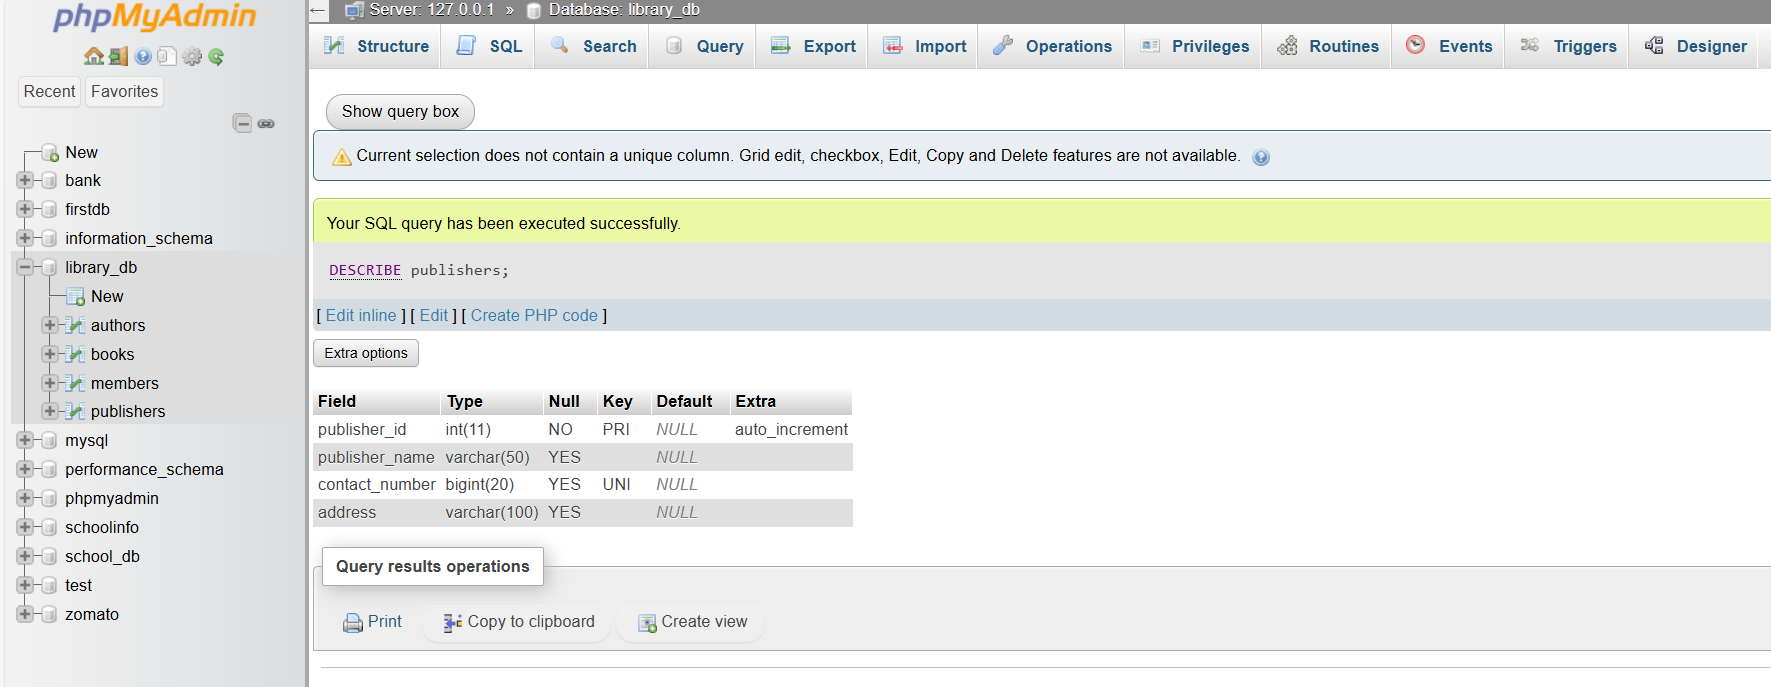 phpMyAdmin
Recent Favorites
New
bank
firstdb
information_schema
library_db
New
authors
books
members
publishers
mysql
performance_schema
phpmyadmin
schoolinfo
school_db
test
zomato
Server: 127.0.0.1 » Database: library_db
Structure SQL Search Query Export Import Operations Privileges Routines Events Triggers Designer
Show query box
Current selection does not contain a unique column. Grid edit, checkbox, Edit, Copy and Delete features are not available.
Your SQL query has been executed successfully.
DESCRIBE publishers;
[ Edit inline ] [ Edit ] [ Create PHP code ]
Extra options
Field Type Null Key Default Extra
publisher_id int(11) NO PRI NULL auto_increment
publisher_name varchar(50) YES NULL
contact_number bigint(20) YES UNI NULL
address varchar(100) YES NULL
Query results operations
Print Copy to clipboard Create view